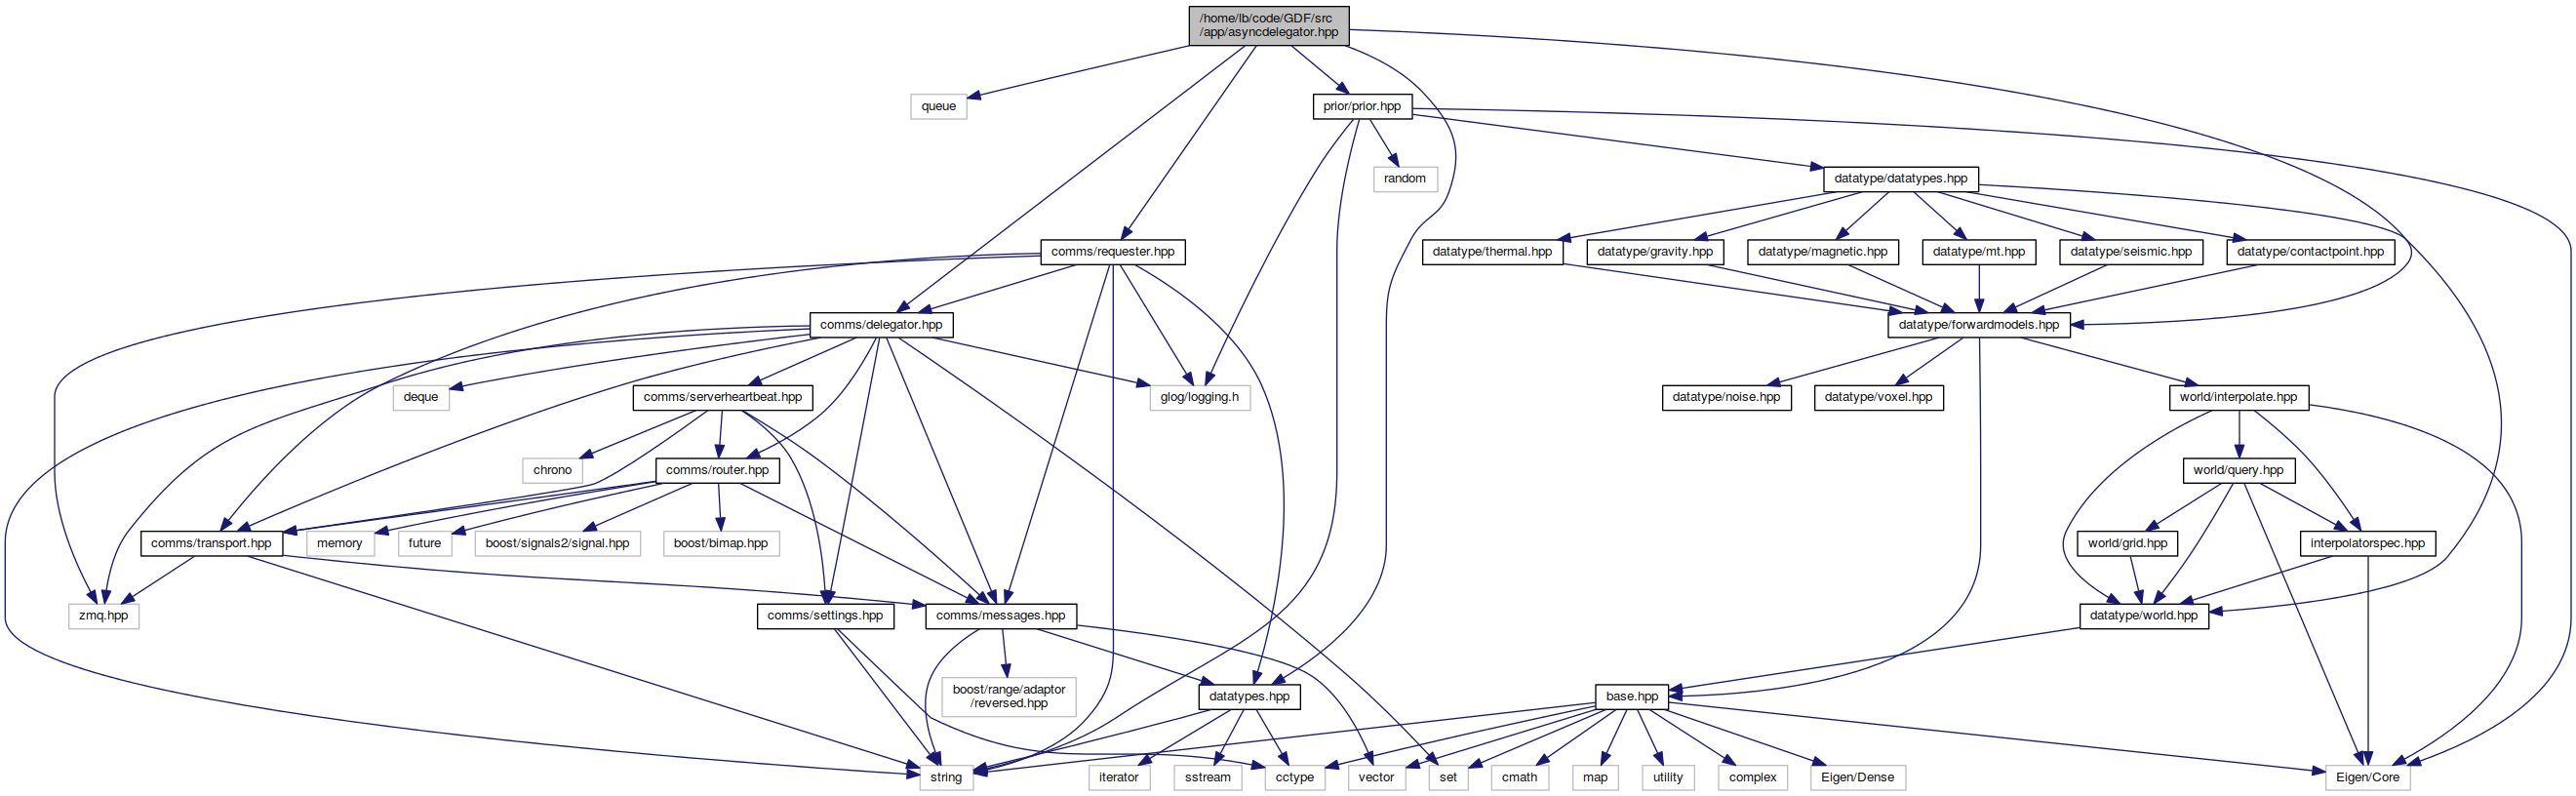 /home/lb/code/GDF/src
/app/asyncdelegator.hpp
queue
prior/prior.hpp
random
datatype/datatypes.hpp
comms/requester.hpp
datatype/thermal.hpp
datatype/gravity.hpp
datatype/magnetic.hpp
datatype/mt.hpp
datatype/seismic.hpp
datatype/contactpoint.hpp
comms/delegator.hpp
datatype/forwardmodels.hpp
deque
comms/serverheartbeat.hpp
glog/logging.h
datatype/noise.hpp
datatype/voxel.hpp
world/interpolate.hpp
chrono
comms/router.hpp
world/query.hpp
comms/transport.hpp
memory
future
boost/signals2/signal.hpp
boost/bimap.hpp
world/grid.hpp
interpolatorspec.hpp
zmq.hpp
comms/settings.hpp
comms/messages.hpp
datatype/world.hpp
boost/range/adaptor
/reversed.hpp
datatypes.hpp
base.hpp
string
iterator
sstream
cctype
vector
set
cmath
map
utility
complex
Eigen/Dense
Eigen/Core